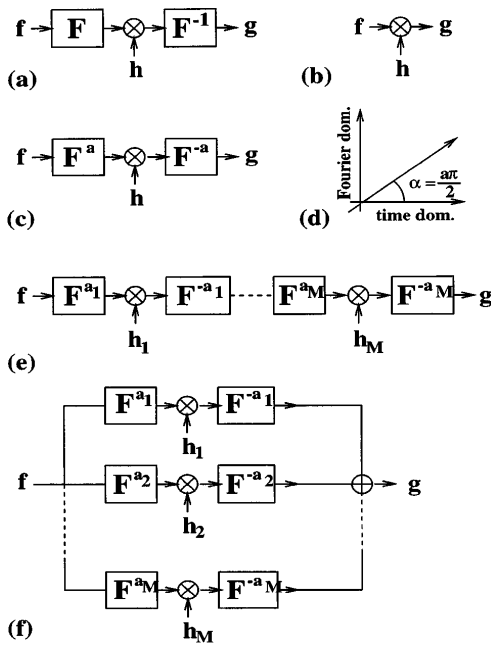 f F F⁻¹ g
h
(a)
f g
h
(b)
f Fᵃ F⁻ᵃ g
h
(c)
Fourier dom.
α = aπ/2
time dom.
(d)
f Fᵃ¹ F⁻ᵃ¹ Fᵃᴹ F⁻ᵃᴹ g
h₁ hᴍ
(e)
Fᵃ¹ F⁻ᵃ¹
h₁
f Fᵃ² F⁻ᵃ² g
h₂
Fᵃᴹ F⁻ᵃᴹ
hᴍ
(f)